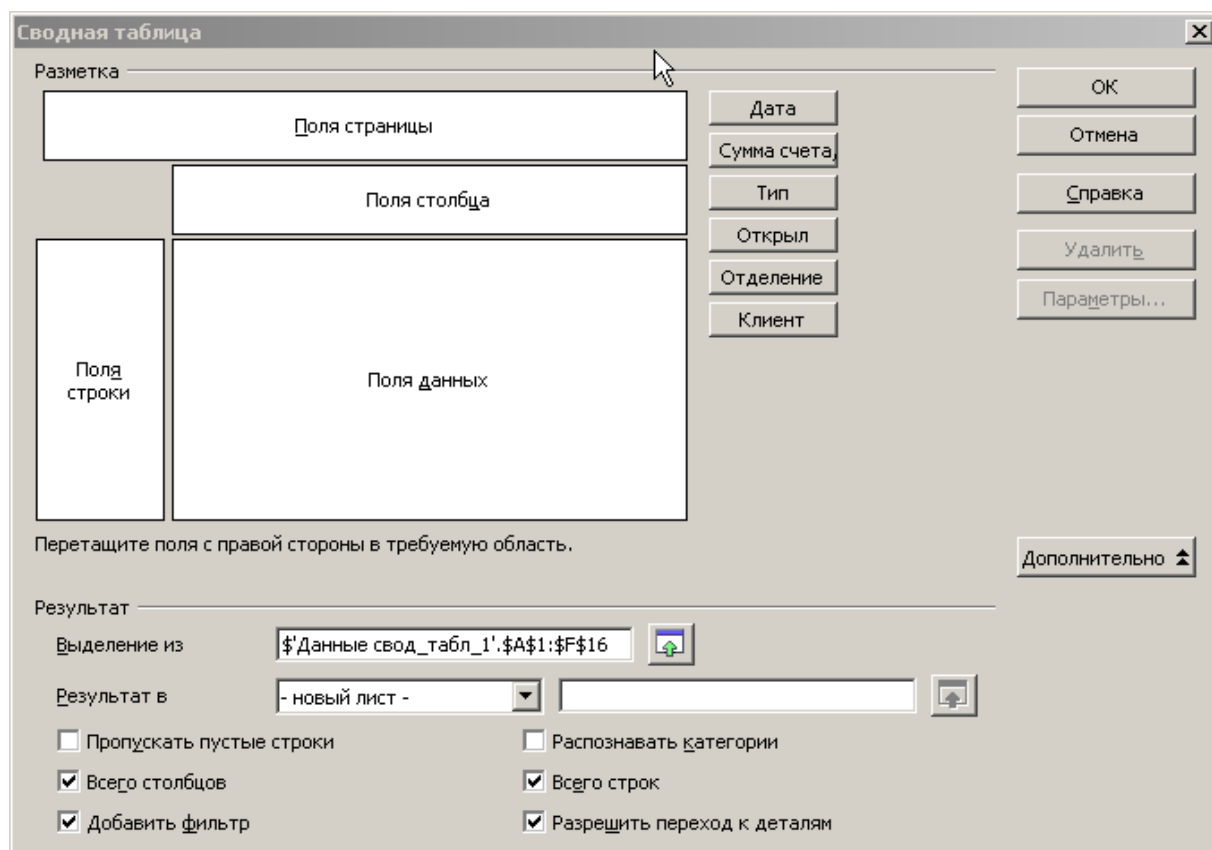 Сводная таблица
Разметка
Поля страницы
Поля столбца
Поля строки
Поля данных
Дата
Сумма счета,
Тип
Открыл
Отделение
Клиент
OK
Отмена
Справка
Удалить
Параметры...
Перетащите поля с правой стороны в требуемую область.
Дополнительно
Результат
Выделение из
$'Данные свод_табл_1'.$A$1:$F$16
Результат в
- новый лист -
Пропускать пустые строки
Распознавать категории
Всего столбцов
Всего строк
Добавить фильтр
Разрешить переход к деталям